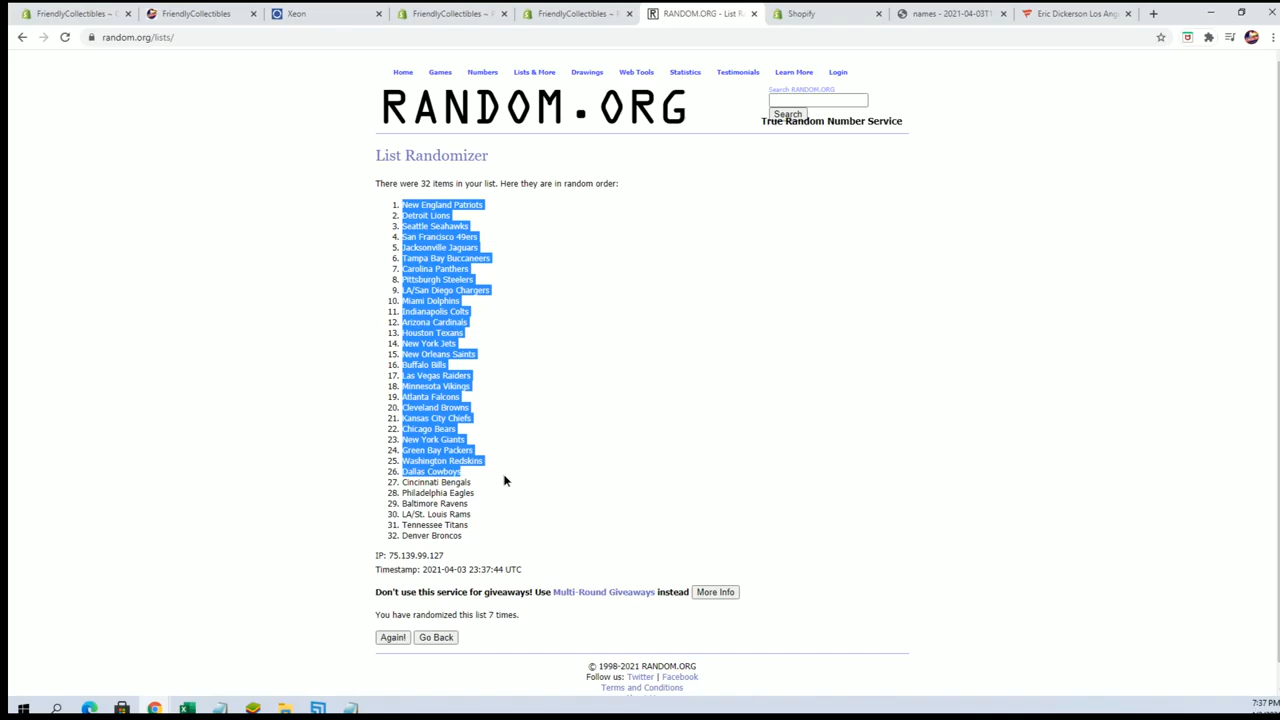 FriendlyCollectibles ~ C
FriendlyCollectibles
Xeon
FriendlyCollectibles ~
FriendlyCollectibles ~
RANDOM.ORG - List R
Shopify
names - 2021-04-03T1
Eric Dickerson Los Ang
random.org/lists/
Home Games Numbers Lists & More Drawings Web Tools Statistics Testimonials Learn More Login
Search RANDOM.ORG
RANDOM.ORG
Search
True Random Number Service
List Randomizer
There were 32 items in your list. Here they are in random order:
1. New England Patriots
2. Detroit Lions
3. Seattle Seahawks
4. San Francisco 49ers
5. Jacksonville Jaguars
6. Tampa Bay Buccaneers
7. Carolina Panthers
8. Pittsburgh Steelers
9. LA/San Diego Chargers
10. Miami Dolphins
11. Indianapolis Colts
12. Arizona Cardinals
13. Houston Texans
14. New York Jets
15. New Orleans Saints
16. Buffalo Bills
17. Las Vegas Raiders
18. Minnesota Vikings
19. Atlanta Falcons
20. Cleveland Browns
21. Kansas City Chiefs
22. Chicago Bears
23. New York Giants
24. Green Bay Packers
25. Washington Redskins
26. Dallas Cowboys
27. Cincinnati Bengals
28. Philadelphia Eagles
29. Baltimore Ravens
30. LA/St. Louis Rams
31. Tennessee Titans
32. Denver Broncos
IP: 75.139.99.127
Timestamp: 2021-04-03 23:37:44 UTC
Don't use this service for giveaways! Use Multi-Round Giveaways instead More Info
You have randomized this list 7 times.
Again! Go Back
© 1998-2021 RANDOM.ORG
Follow us: Twitter | Facebook
Terms and Conditions
7:37 PM